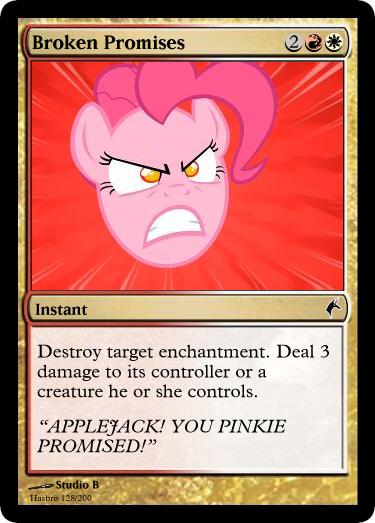 Broken Promises 2
Instant
Destroy target enchantment. Deal 3
damage to its controller or a
creature he or she controls.
“APPLEJACK! YOU PINKIE
PROMISED!”
Studio B
Hasbro 128/200